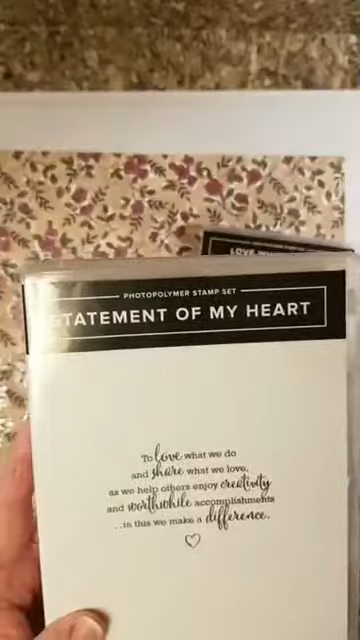 LOVE
PHOTOPOLYMER STAMP SET
STATEMENT OF MY HEART
To love what we do
and share what we love,
as we help others enjoy creativity
and worthwhile accomplishments
...in this we make a difference.